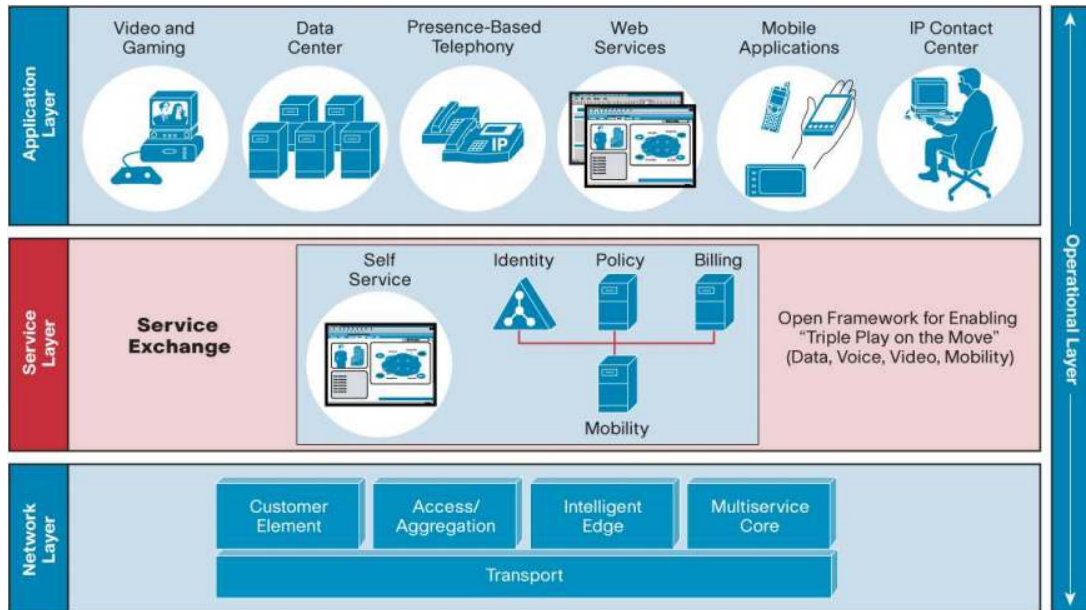 Application
Layer
Video and
Gaming
Data
Center
Presence-Based
Telephony
IP
Web
Services
Mobile
Applications
IP Contact
Center
Operational Layer
Service
Layer
Service
Exchange
Self
Service
Identity
Policy
Billing
Mobility
Open Framework for Enabling
“Triple Play on the Move”
(Data, Voice, Video, Mobility)
Network
Layer
Customer
Element
Access/
Aggregation
Intelligent
Edge
Multiservice
Core
Transport